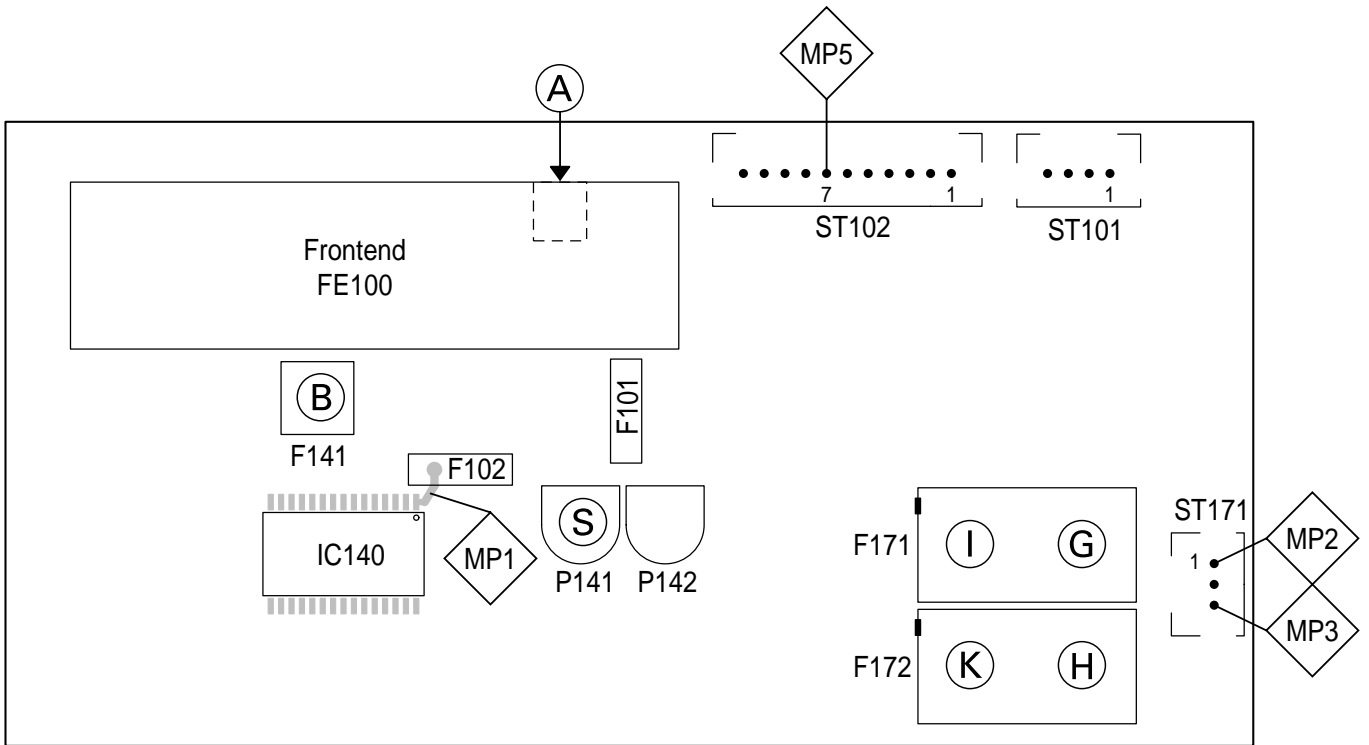 MP5
A
7
1
1
ST102
ST101
Frontend
FE100
B
F101
F141
F102
S
ST171
IC140
MP1
F171
I
G
1
MP2
P141
P142
MP3
F172
K
H